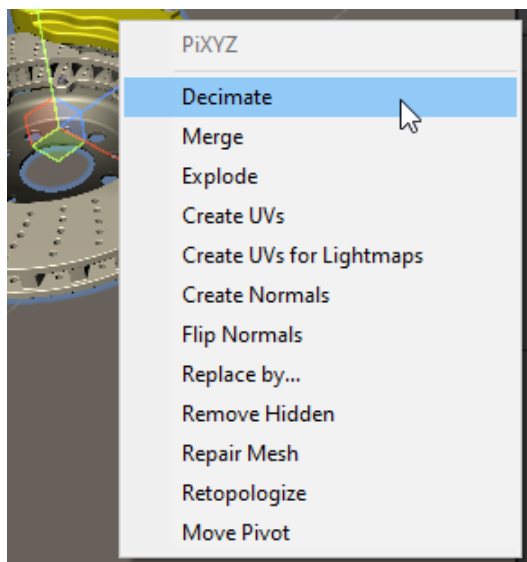 PiXYZ
Decimate
Merge
Explode
Create UVs
Create UVs for Lightmaps
Create Normals
Flip Normals
Replace by...
Remove Hidden
Repair Mesh
Retopologize
Move Pivot